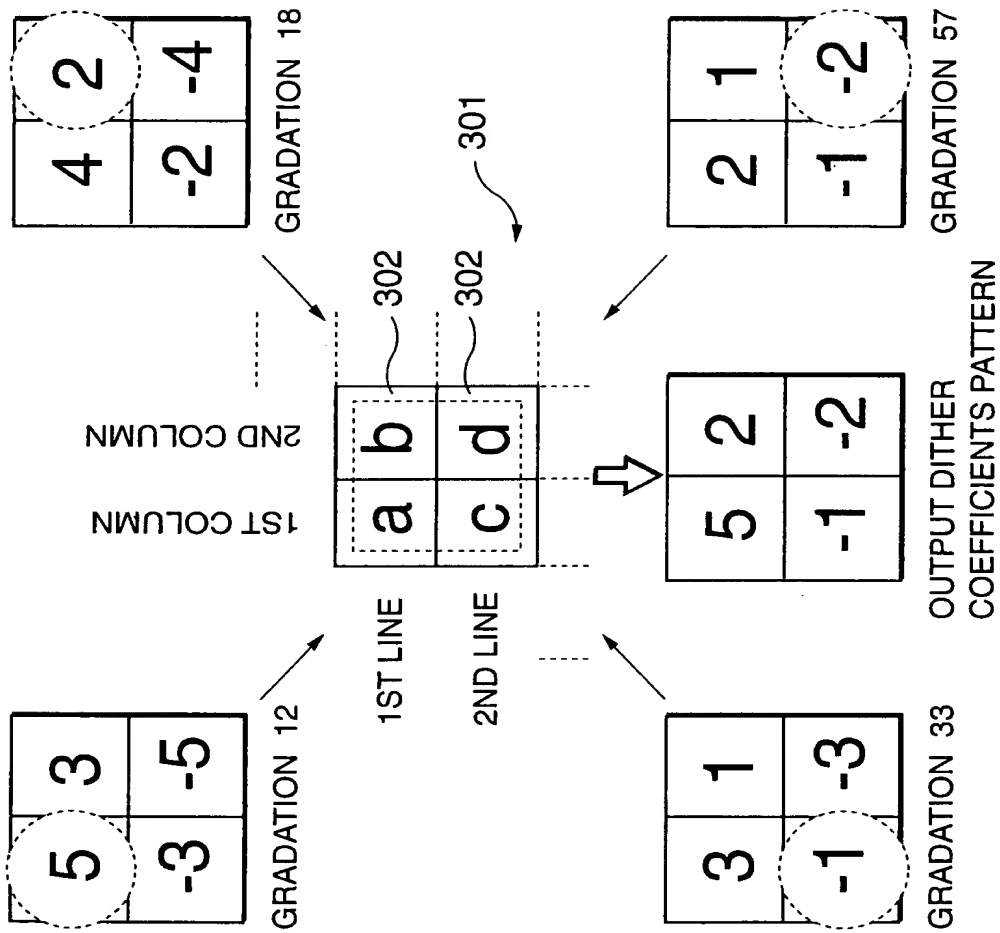 5 3
-3 -5
GRADATION 12
4 2
-2 -4
GRADATION 18
1ST COLUMN
2ND COLUMN
1ST LINE
a b
302
2ND LINE
c d
302
301
3 1
-1 -3
GRADATION 33
5 2
-1 -2
OUTPUT DITHER
COEFFICIENTS PATTERN
2 1
-1 -2
GRADATION 57